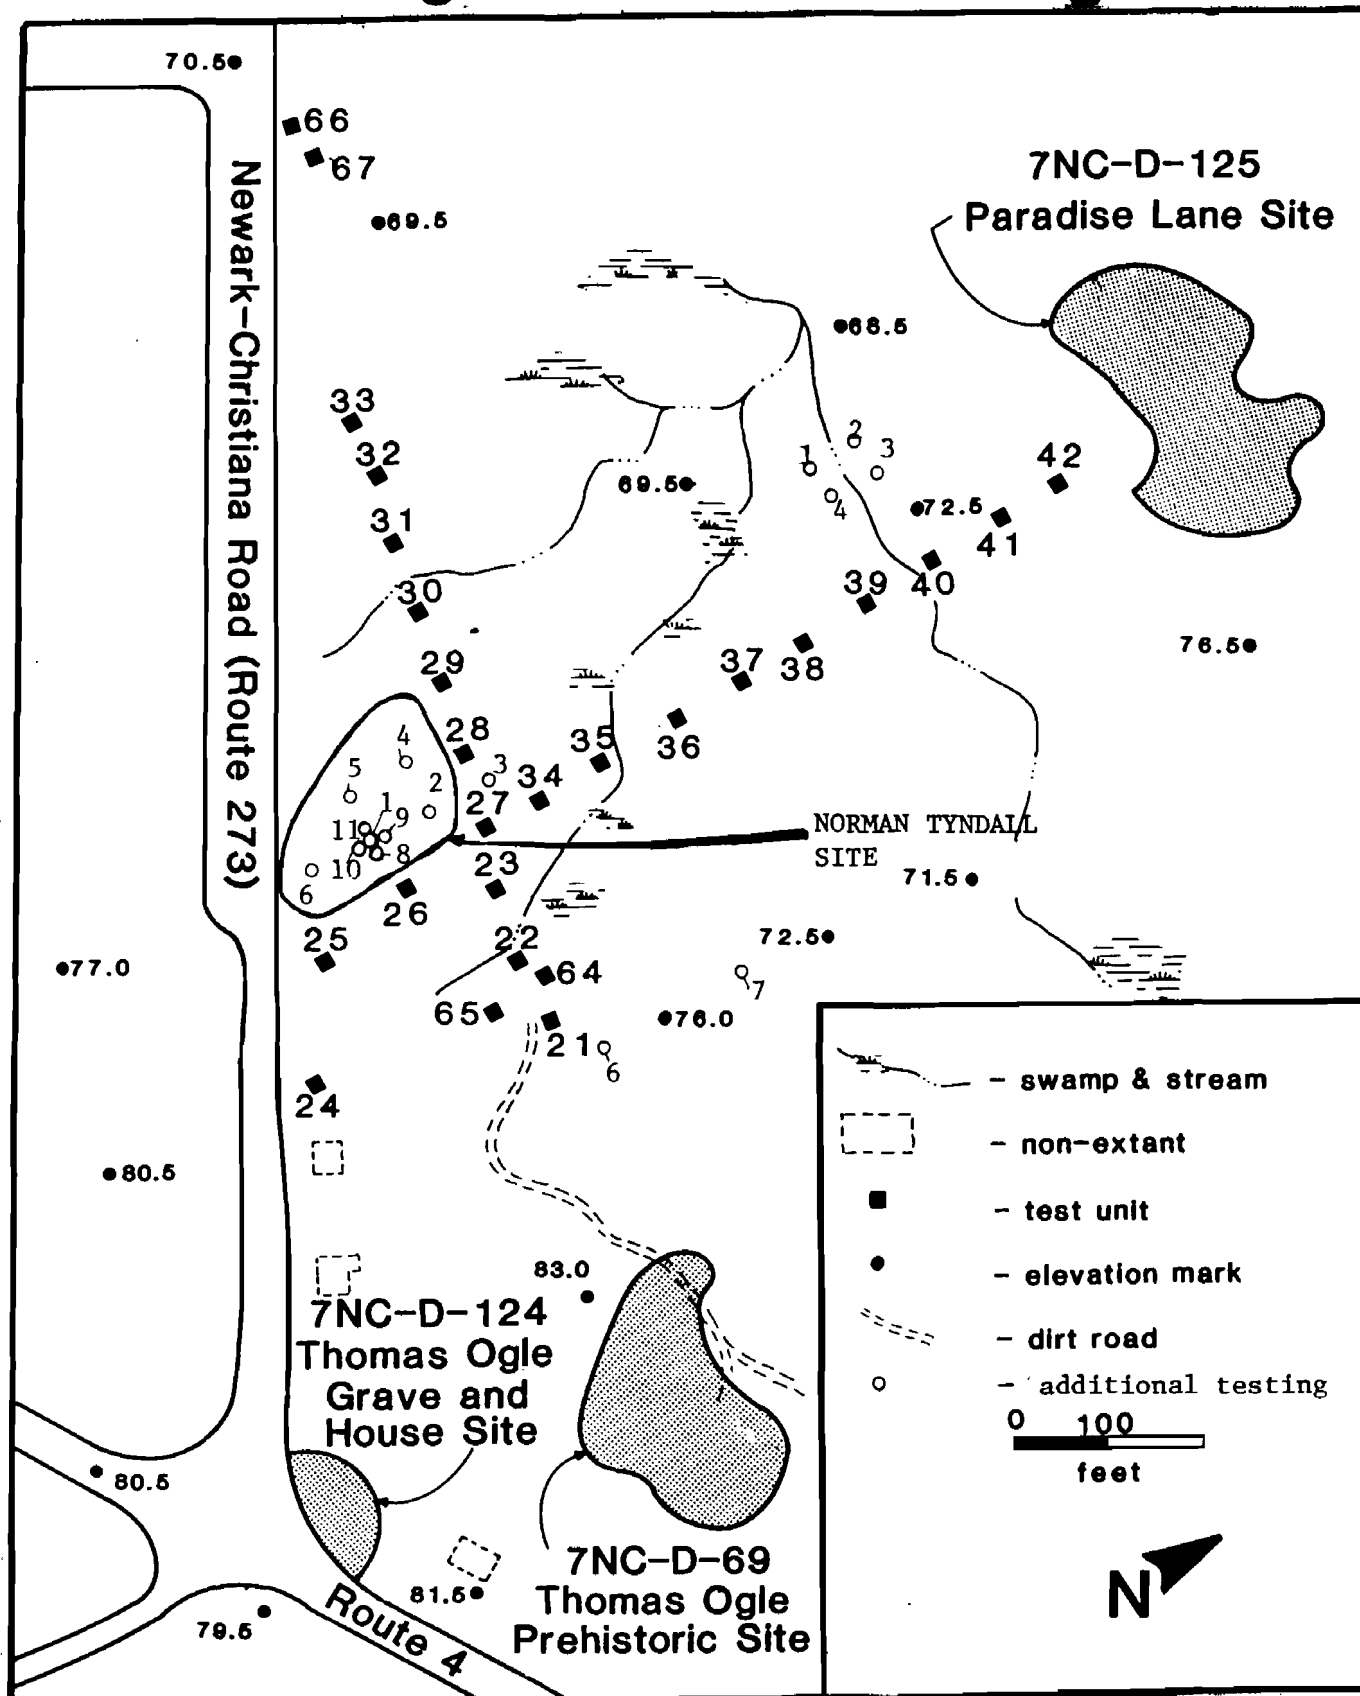 70.5
66
67
69.5
7NC-D-125
Paradise Lane Site
Newark-Christiana Road (Route 273)
68.5
33
32
31
30
29
28
69.5
1
2
3
4
72.5
42
41
40
39
38
37
36
35
34
76.5
4
5
3
2
1
27
11
9
10
8
6
26
23
NORMAN TYNDALL
SITE
71.5
25
22
64
72.5
7
77.0
65
21
76.0
6
24
80.5
83.0
7NC-D-124
Thomas Ogle
Grave and
House Site
80.5
79.5
81.5
Route 4
7NC-D-69
Thomas Ogle
Prehistoric Site
- swamp & stream
- non-extant
- test unit
- elevation mark
- dirt road
- additional testing
0 100
feet
N